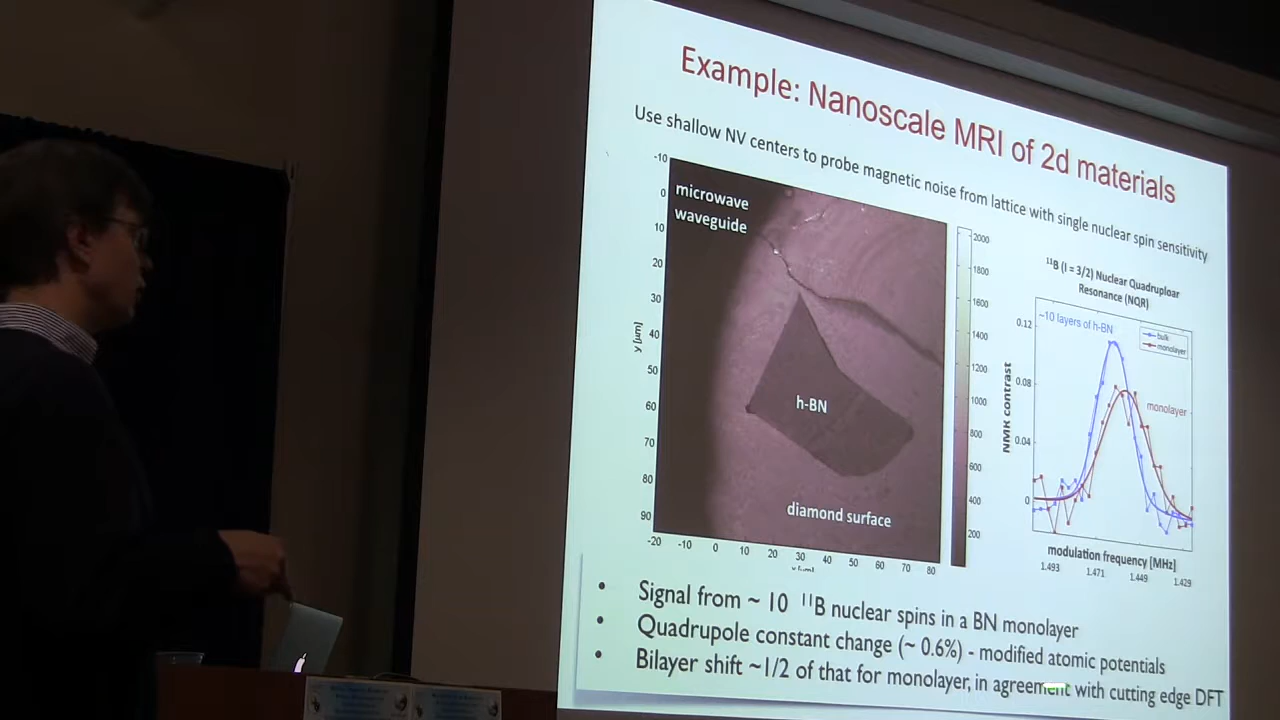 Example: Nanoscale MRI of 2d materials
Use shallow NV centers to probe magnetic noise from lattice with single nuclear spin sensitivity
microwave
waveguide
h-BN
diamond surface
-10
0
10
20
30
40
50
60
70
80
90
y [µm]
-20 -10 0 10 20 30 40 50 60 70 80
2000
1800
1600
1400
1200
1000
800
600
400
200
¹¹B (I = 3/2) Nuclear Quadruploar
Resonance (NQR)
~10 layers of h-BN
bulk
monolayer
monolayer
0.12
0.08
0.04
0
NMR contrast
modulation frequency [MHz]
1.493 1.471 1.449 1.429
• Signal from ~ 10 ¹¹B nuclear spins in a BN monolayer
• Quadrupole constant change (~ 0.6%) - modified atomic potentials
• Bilayer shift ~1/2 of that for monolayer, in agreement with cutting edge DFT